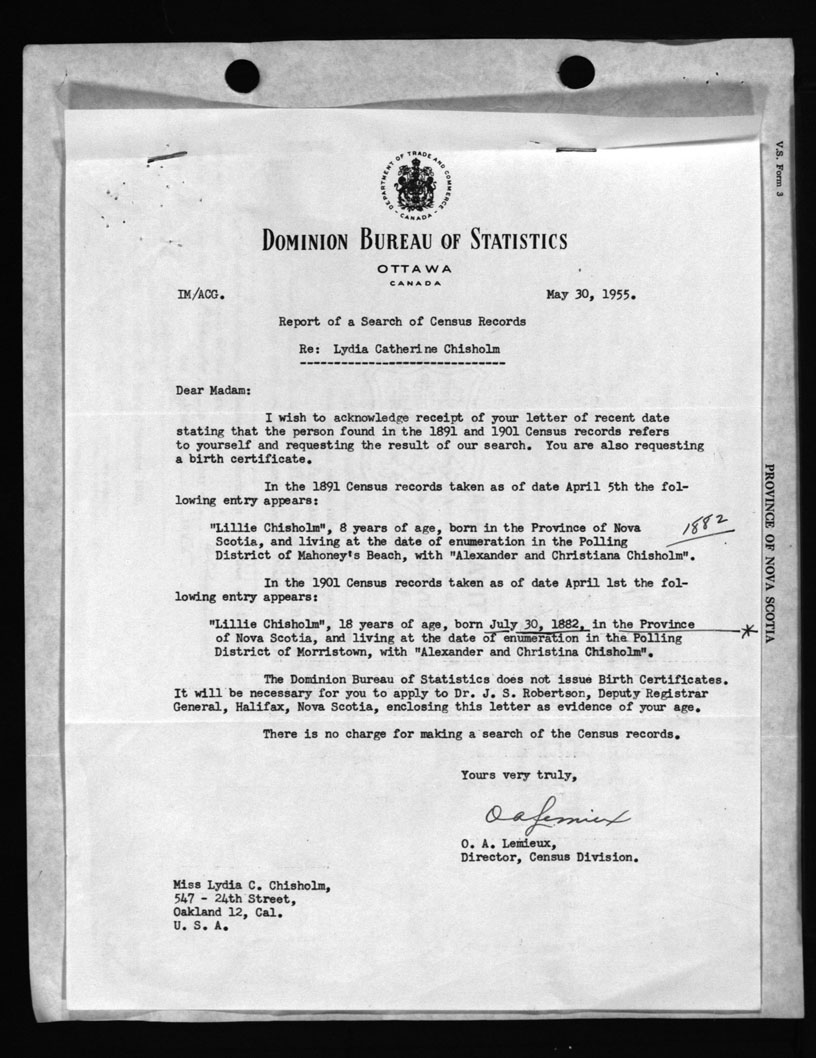 DEPARTMENT OF TRADE AND COMMERCE
- CANADA -
DOMINION BUREAU OF STATISTICS
OTTAWA
CANADA
IM/ACG.
May 30, 1955.
Report of a Search of Census Records
Re: Lydia Catherine Chisholm
Dear Madam:
I wish to acknowledge receipt of your letter of recent date
stating that the person found in the 1891 and 1901 Census records refers
to yourself and requesting the result of our search. You are also requesting
a birth certificate.
In the 1891 Census records taken as of date April 5th the fol-
lowing entry appears:
"Lillie Chisholm", 8 years of age, born in the Province of Nova
Scotia, and living at the date of enumeration in the Polling
District of Mahoney's Beach, with "Alexander and Christiana Chisholm".
1882
In the 1901 Census records taken as of date April 1st the fol-
lowing entry appears:
"Lillie Chisholm", 18 years of age, born July 30, 1882, in the Province
of Nova Scotia, and living at the date of enumeration in the Polling
District of Morristown, with "Alexander and Christina Chisholm".
The Dominion Bureau of Statistics does not issue Birth Certificates.
It will be necessary for you to apply to Dr. J. S. Robertson, Deputy Registrar
General, Halifax, Nova Scotia, enclosing this letter as evidence of your age.
There is no charge for making a search of the Census records.
Yours very truly,
O A Lemieux
O. A. Lemieux,
Director, Census Division.
Miss Lydia C. Chisholm,
547 - 24th Street,
Oakland 12, Cal.
U. S. A.
V.S. Form 3
PROVINCE OF NOVA SCOTIA